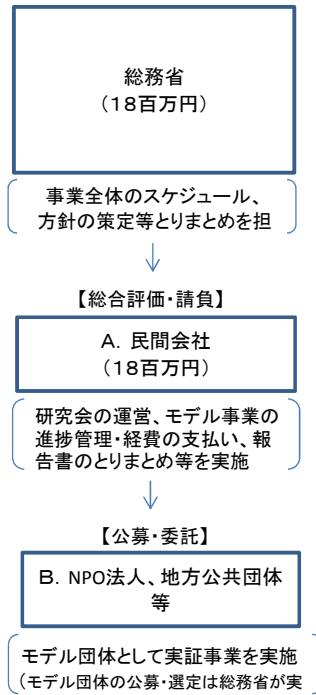 総務省
（１８百万円）
事業全体のスケジュール、
方針の策定等とりまとめを担
【総合評価・請負】
Ａ．民間会社
（１８百万円）
研究会の運営、モデル事業の
進捗管理・経費の支払い、報
告書のとりまとめ等を実施
【公募・委託】
Ｂ．NPO法人、地方公共団体
等
モデル団体として実証事業を実施
（モデル団体の公募・選定は総務省が実